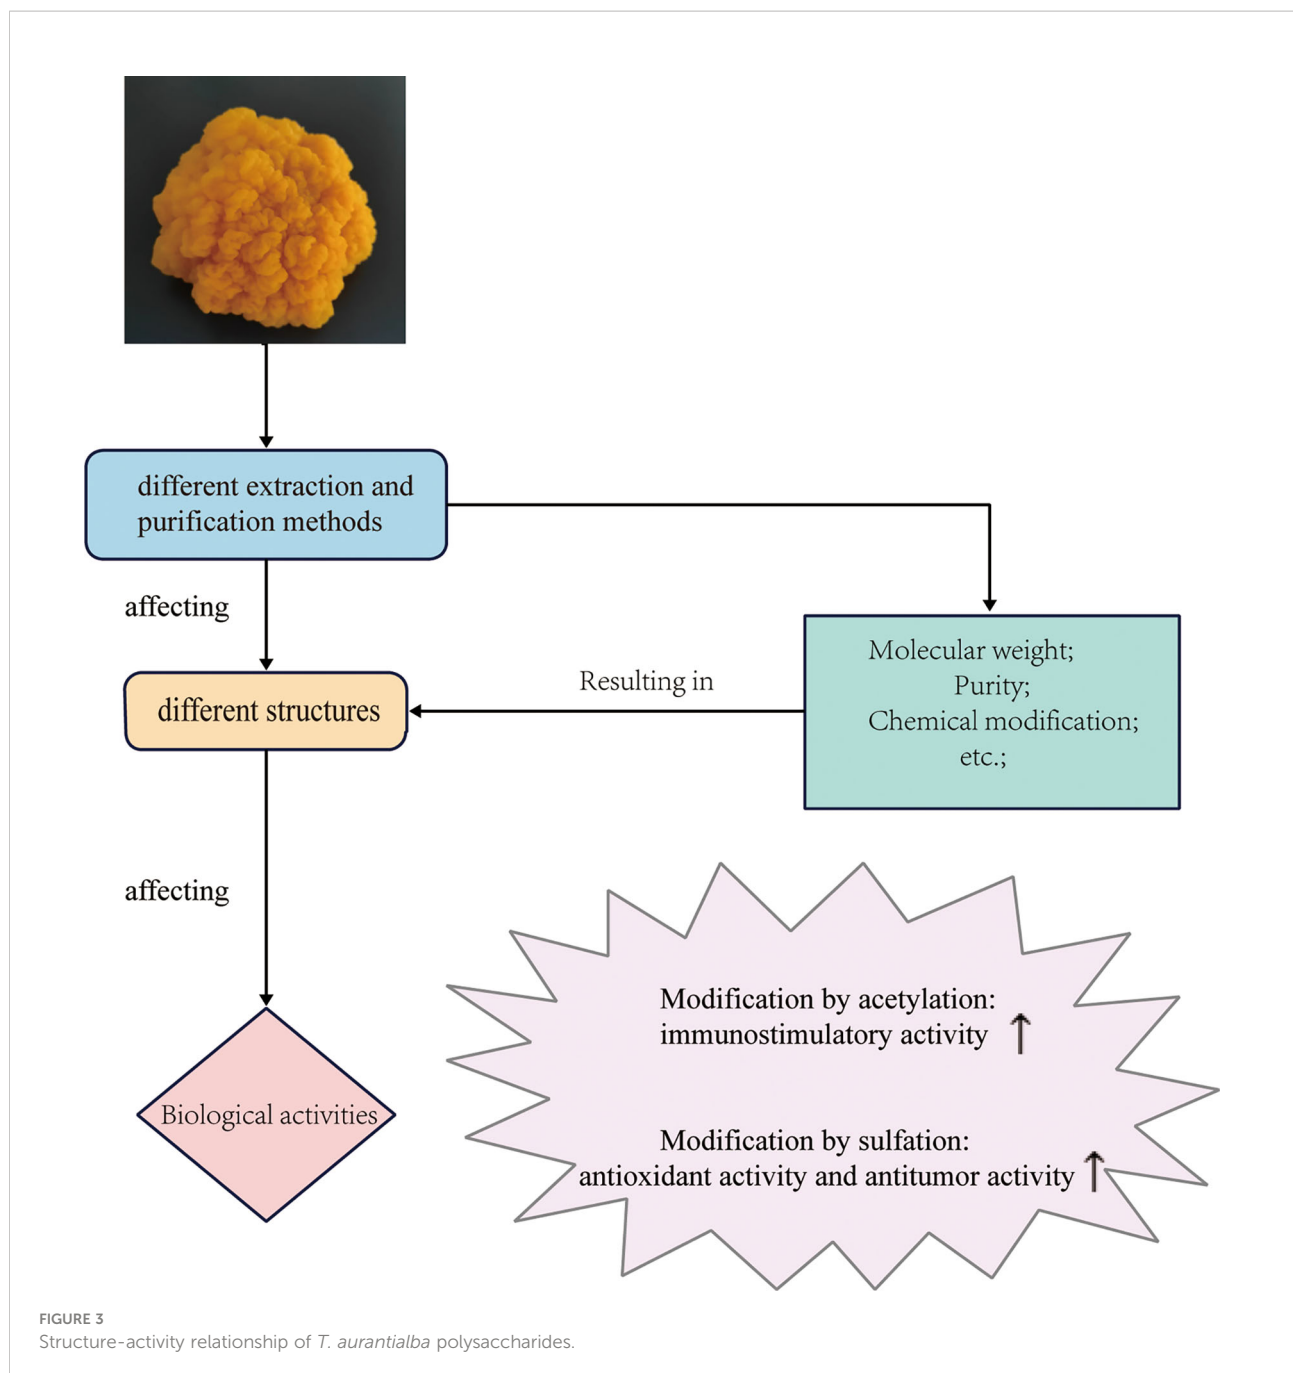 different extraction and
purification methods
affecting
Molecular weight;
Purity;
Chemical modification;
etc.;
Resulting in
different structures
affecting
Modification by acetylation:
immunostimulatory activity ↑
Biological activities
Modification by sulfation:
antioxidant activity and antitumor activity ↑
FIGURE 3
Structure-activity relationship of T. aurantialba polysaccharides.